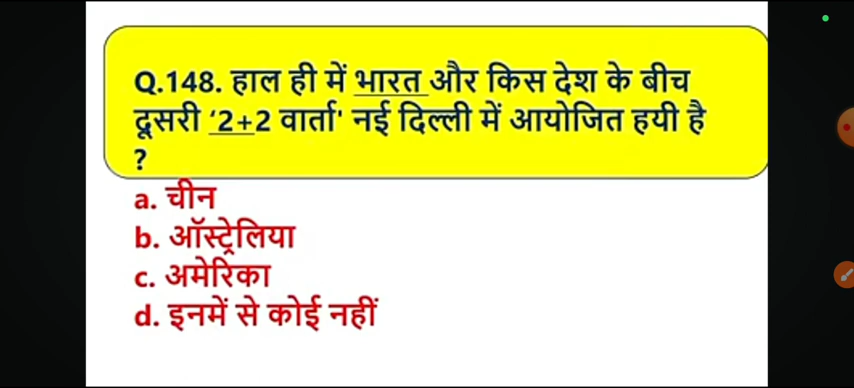 Q.148. हाल ही में भारत और किस देश के बीच
दूसरी ‘2+2 वार्ता' नई दिल्ली में आयोजित हयी है
?
a. चीन
b. ऑस्ट्रेलिया
c. अमेरिका
d. इनमें से कोई नहीं